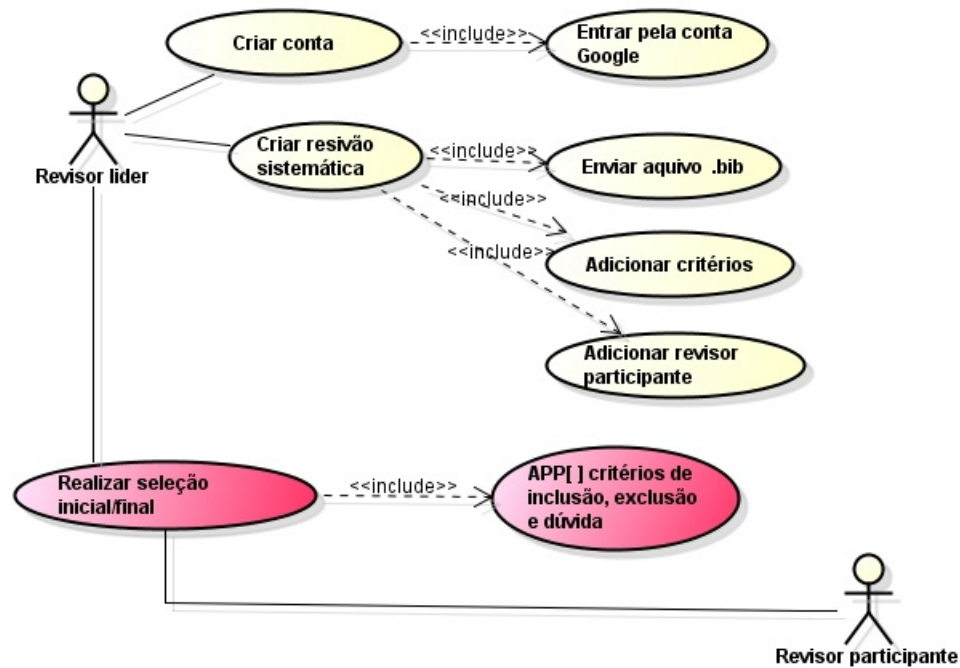 Criar conta
<<include>>
Entrar pela conta
Google
Revisor lider
Criar resivão
sistemática
<<include>>
Enviar aquivo .bib
<<include>>
Adicionar critérios
<<include>>
Adicionar revisor
participante
Realizar seleção
inicial/final
<<include>>
APP[ ] critérios de
inclusão, exclusão
e dúvida
Revisor participante